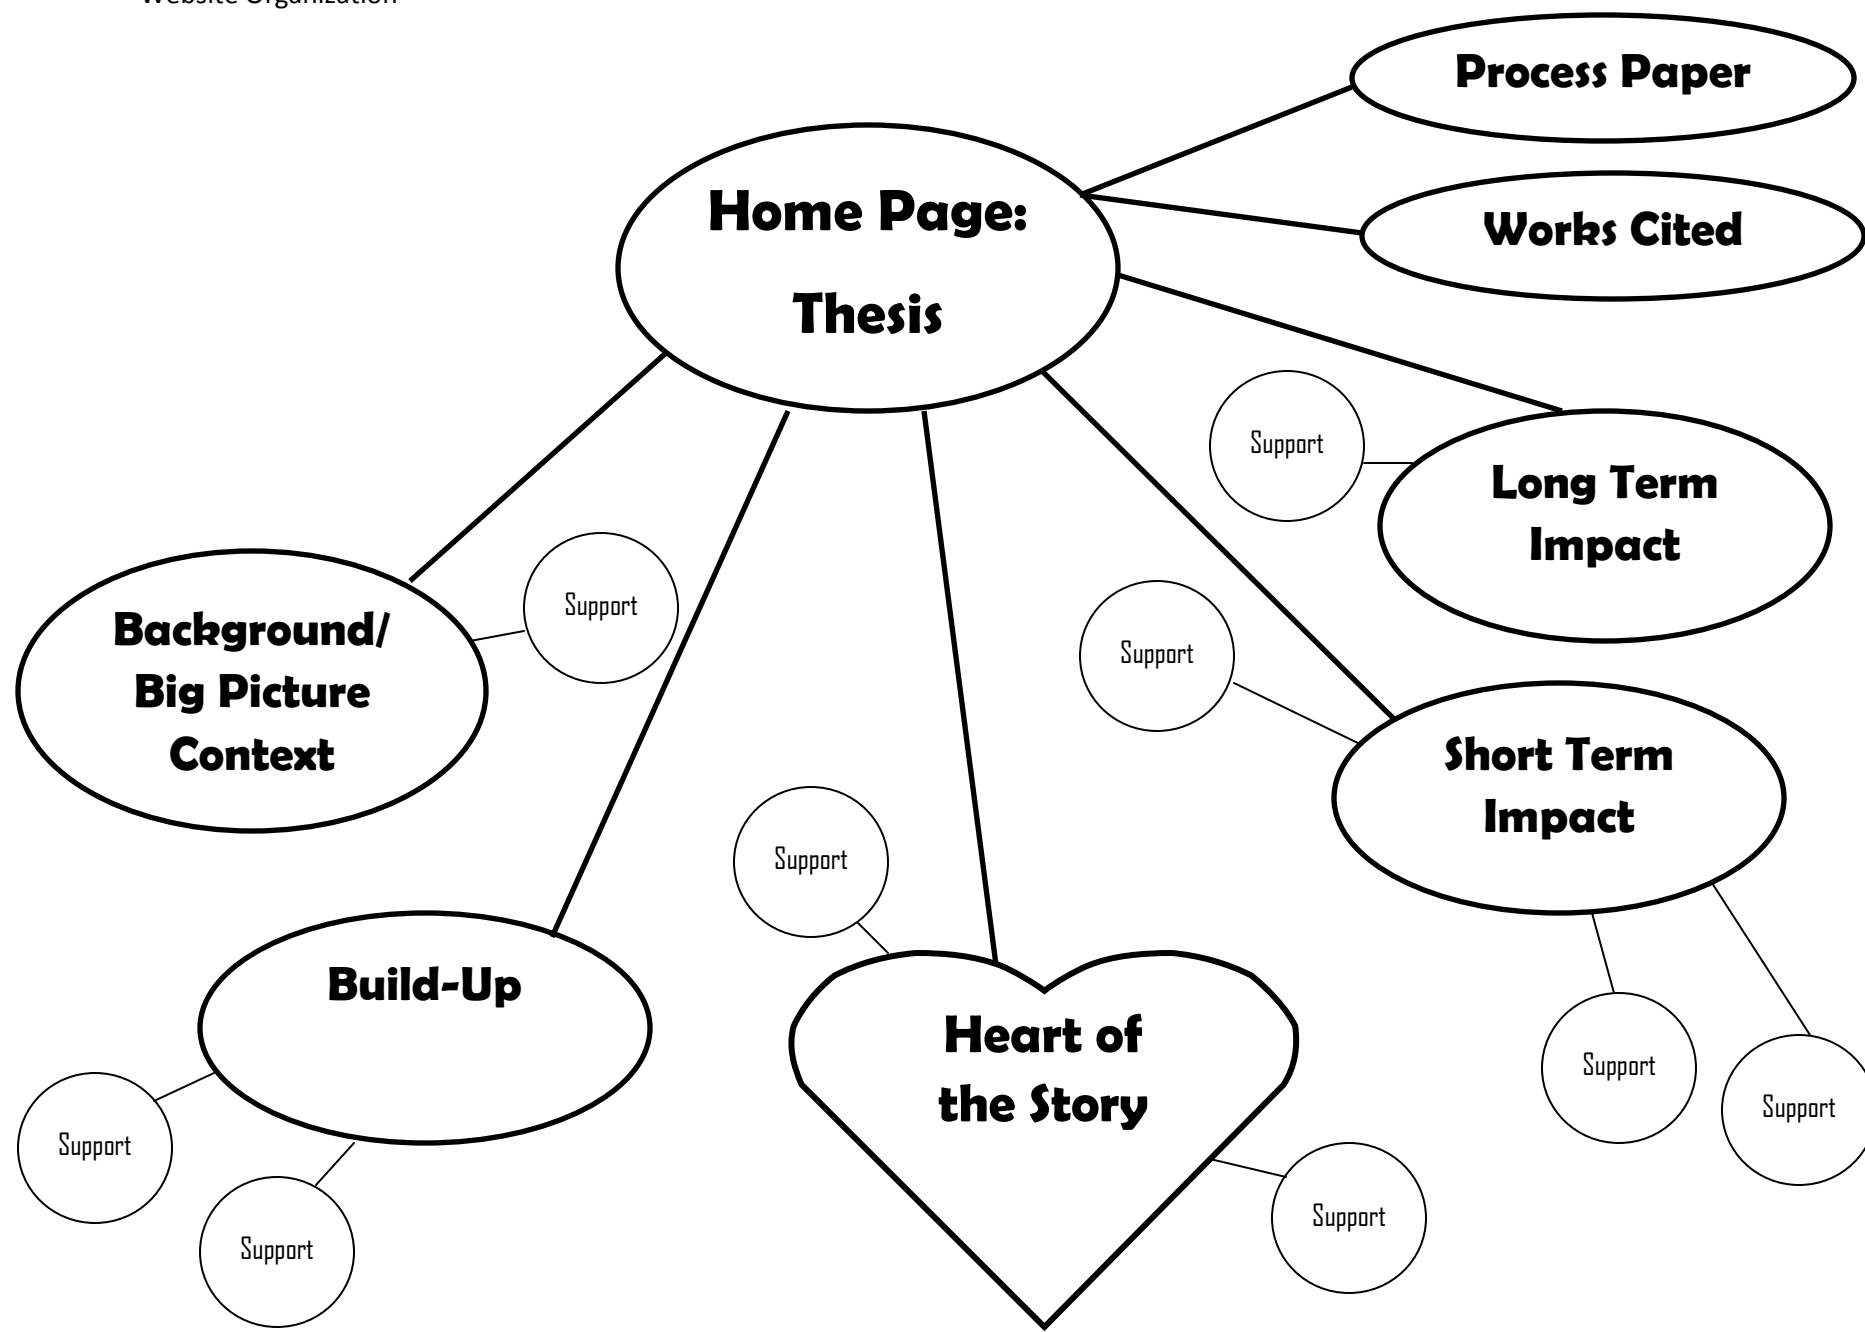 Website Organization
Process Paper
Home Page:
Thesis
Works Cited
Support
Long Term
Impact
Support
Background/
Big Picture
Context
Support
Short Term
Impact
Support
Build-Up
Heart of
the Story
Support
Support
Support
Support
Support